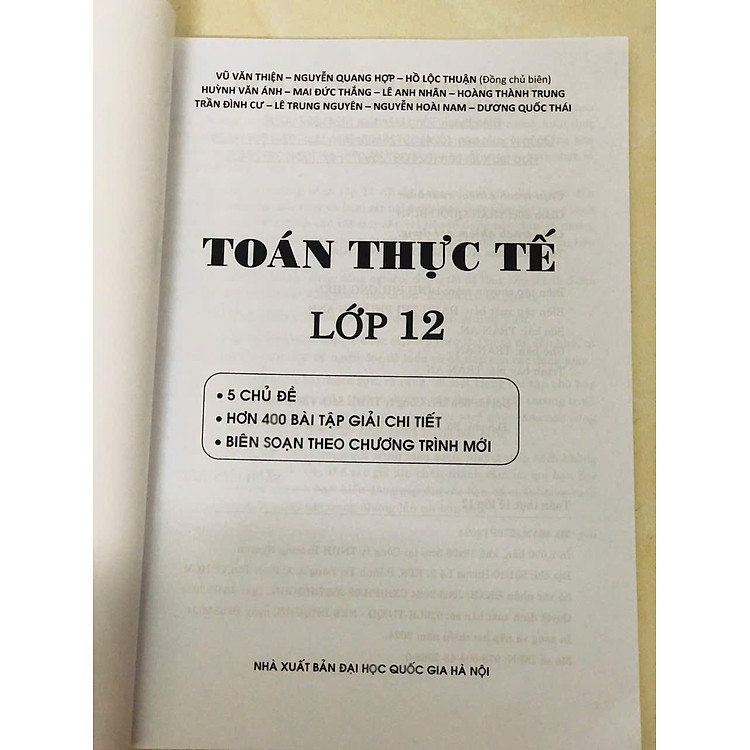 VŨ VĂN THIỆN – NGUYỄN QUANG HỢP – HỒ LỘC THUẬN (Đồng chủ biên)
HUỲNH VĂN ÁNH – MAI ĐỨC THẮNG – LÊ ANH NHÂN – HOÀNG THÀNH TRUNG
TRẦN ĐÌNH CƯ – LÊ TRUNG NGUYÊN – NGUYỄN HOÀI NAM – DƯƠNG QUỐC THÁI
TOÁN THỰC TẾ
LỚP 12
• 5 CHỦ ĐỀ
• HƠN 400 BÀI TẬP GIẢI CHI TIẾT
• BIÊN SOẠN THEO CHƯƠNG TRÌNH MỚI
NHÀ XUẤT BẢN ĐẠI HỌC QUỐC GIA HÀ NỘI